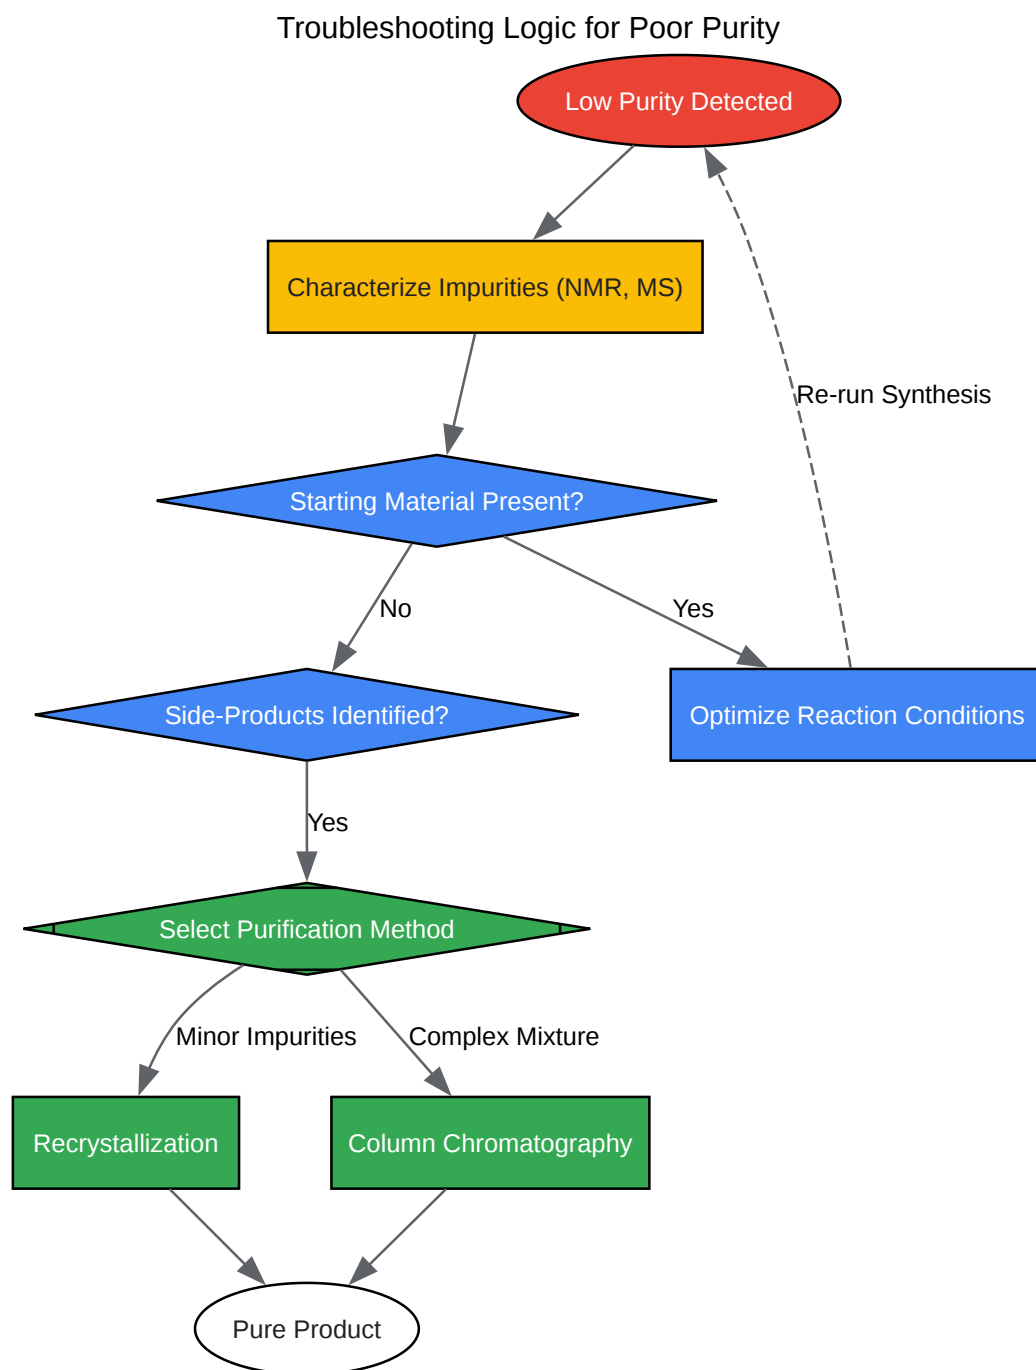 Troubleshooting Logic for Poor Purity
Low Purity Detected
Characterize Impurities (NMR, MS)
Re-run Synthesis
Starting Material Present?
No
Yes
Side-Products Identified?
Optimize Reaction Conditions
Yes
Select Purification Method
Minor Impurities
Complex Mixture
Recrystallization
Column Chromatography
Pure Product